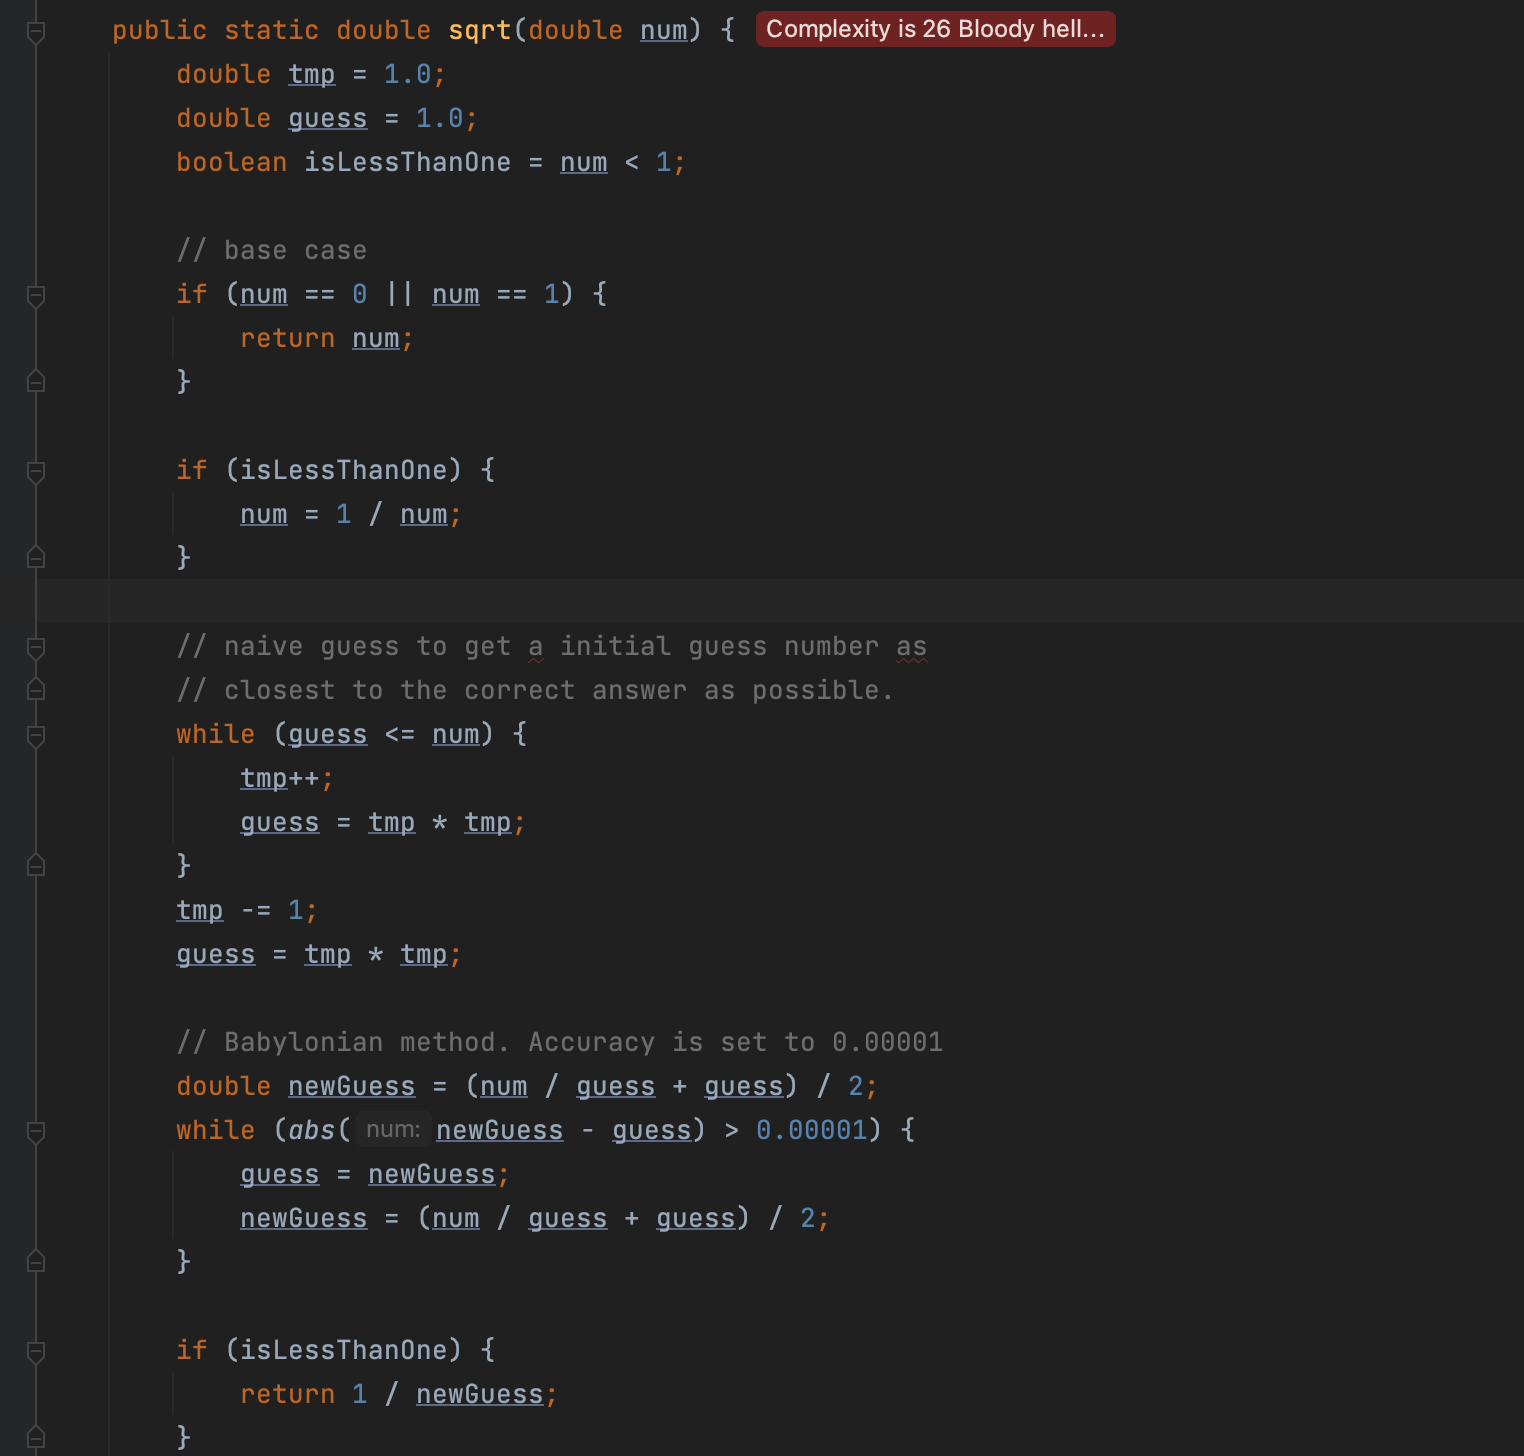 public static double sqrt(double num) { Complexity is 26 Bloody hell...
double tmp = 1.0;
double guess = 1.0;
boolean isLessThanOne = num < 1;
// base case
if (num == 0 || num == 1) {
return num;
}
if (isLessThanOne) {
num = 1 / num;
}
// naive guess to get a initial guess number as
// closest to the correct answer as possible.
while (guess <= num) {
tmp++;
guess = tmp * tmp;
}
tmp -= 1;
guess = tmp * tmp;
// Babylonian method. Accuracy is set to 0.00001
double newGuess = (num / guess + guess) / 2;
while (abs( num: newGuess - guess) > 0.00001) {
guess = newGuess;
newGuess = (num / guess + guess) / 2;
}
if (isLessThanOne) {
return 1 / newGuess;
}